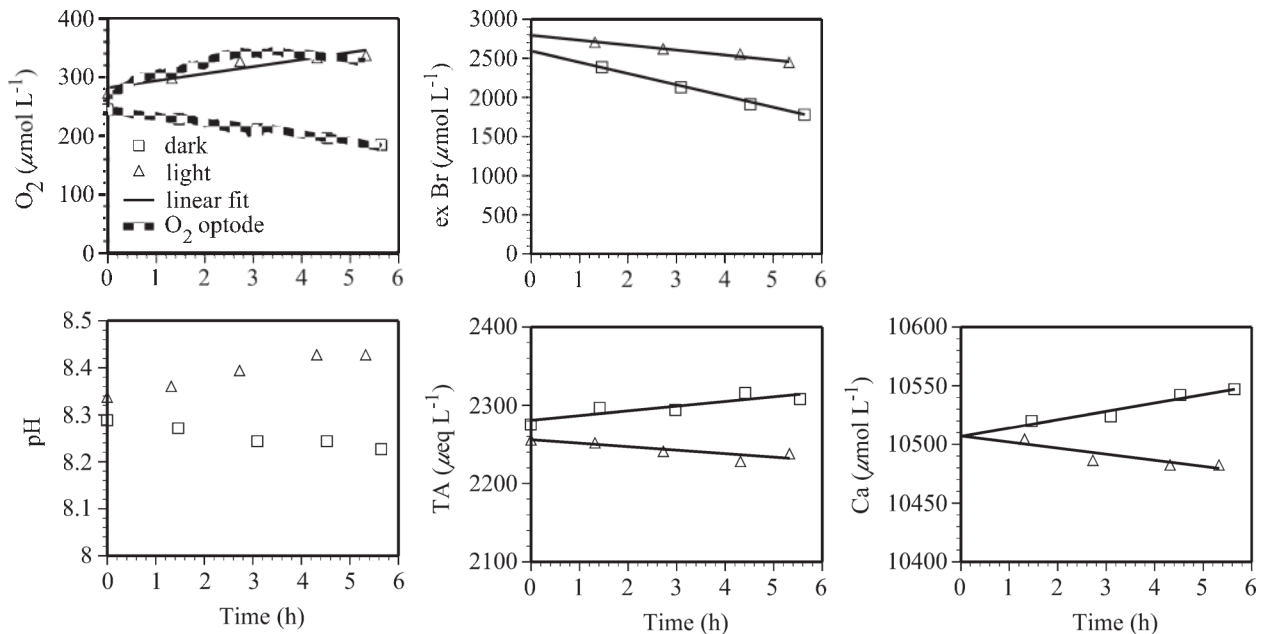 400
300
200
100
0
O2 (μmol L−1)
dark
light
linear fit
O2 optode
0 1 2 3 4 5 6
3000
2500
2000
1500
1000
500
0
ex Br (μmol L−1)
0 1 2 3 4 5 6
8.5
8.4
8.3
8.2
8.1
8
pH
0 1 2 3 4 5 6
Time (h)
2400
2300
2200
2100
TA (μeq L−1)
0 1 2 3 4 5 6
Time (h)
10600
10550
10500
10450
10400
Ca (μmol L−1)
0 1 2 3 4 5 6
Time (h)